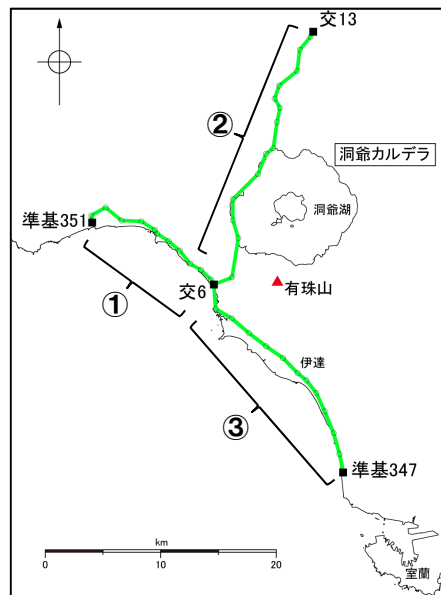 交13
②
洞爺カルデラ
洞爺湖
準基351
交6
有珠山
①
伊達
③
準基347
km
0 10 20
室蘭